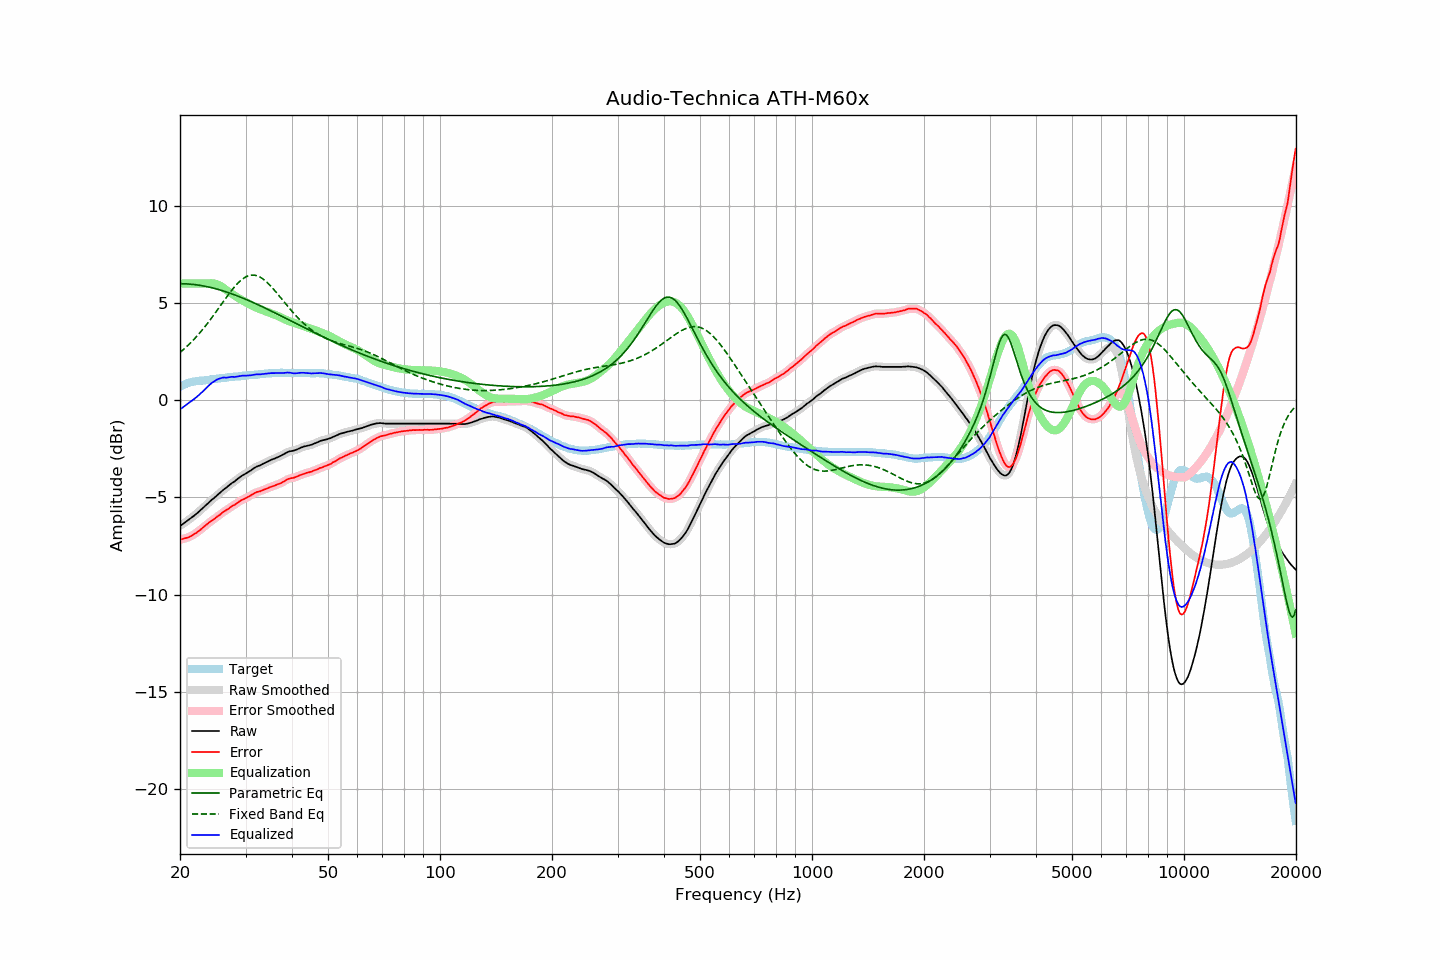 Audio-Technica ATH-M60x
Amplitude (dBr)
10
5
0
−5
−10
−15
−20
Target
Raw Smoothed
Error Smoothed
Raw
Error
Equalization
Parametric Eq
Fixed Band Eq
Equalized
20 50 100 200 500 1000 2000 5000 10000 20000
Frequency (Hz)